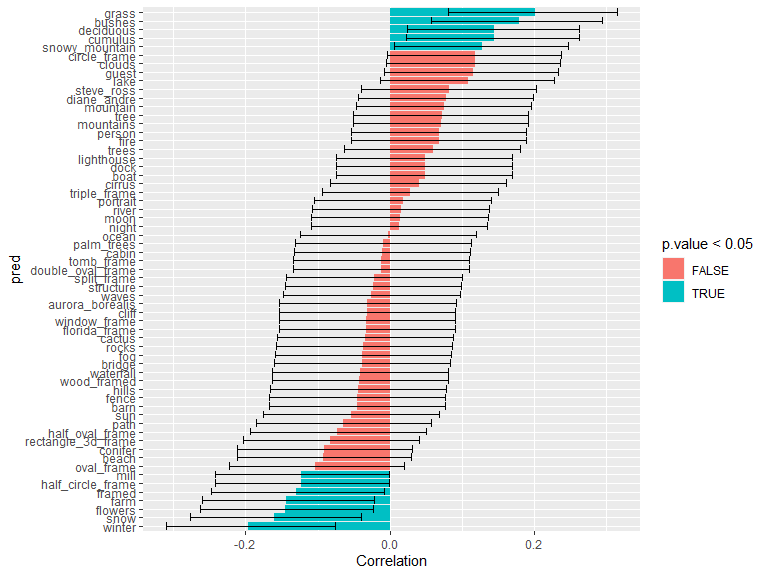 grass
bushes
deciduous
cumulus
snowy_mountain
circle_frame
clouds
guest
lake
steve_ross
diane_andre
mountain
tree
mountains
person
fire
trees
lighthouse
dock
boat
cirrus
triple_frame
portrait
river
moon
night
ocean
palm_trees
cabin
tomb_frame
double_oval_frame
split_frame
structure
waves
aurora_borealis
cliff
window_frame
florida_frame
cactus
rocks
fog
bridge
waterfall
wood_framed
hills
fence
barn
sun
path
half_oval_frame
rectangle_3d_frame
conifer
beach
oval_frame
mill
half_circle_frame
framed
farm
flowers
snow
winter
pred
-0.2 0.0 0.2
Correlation
p.value < 0.05
FALSE
TRUE